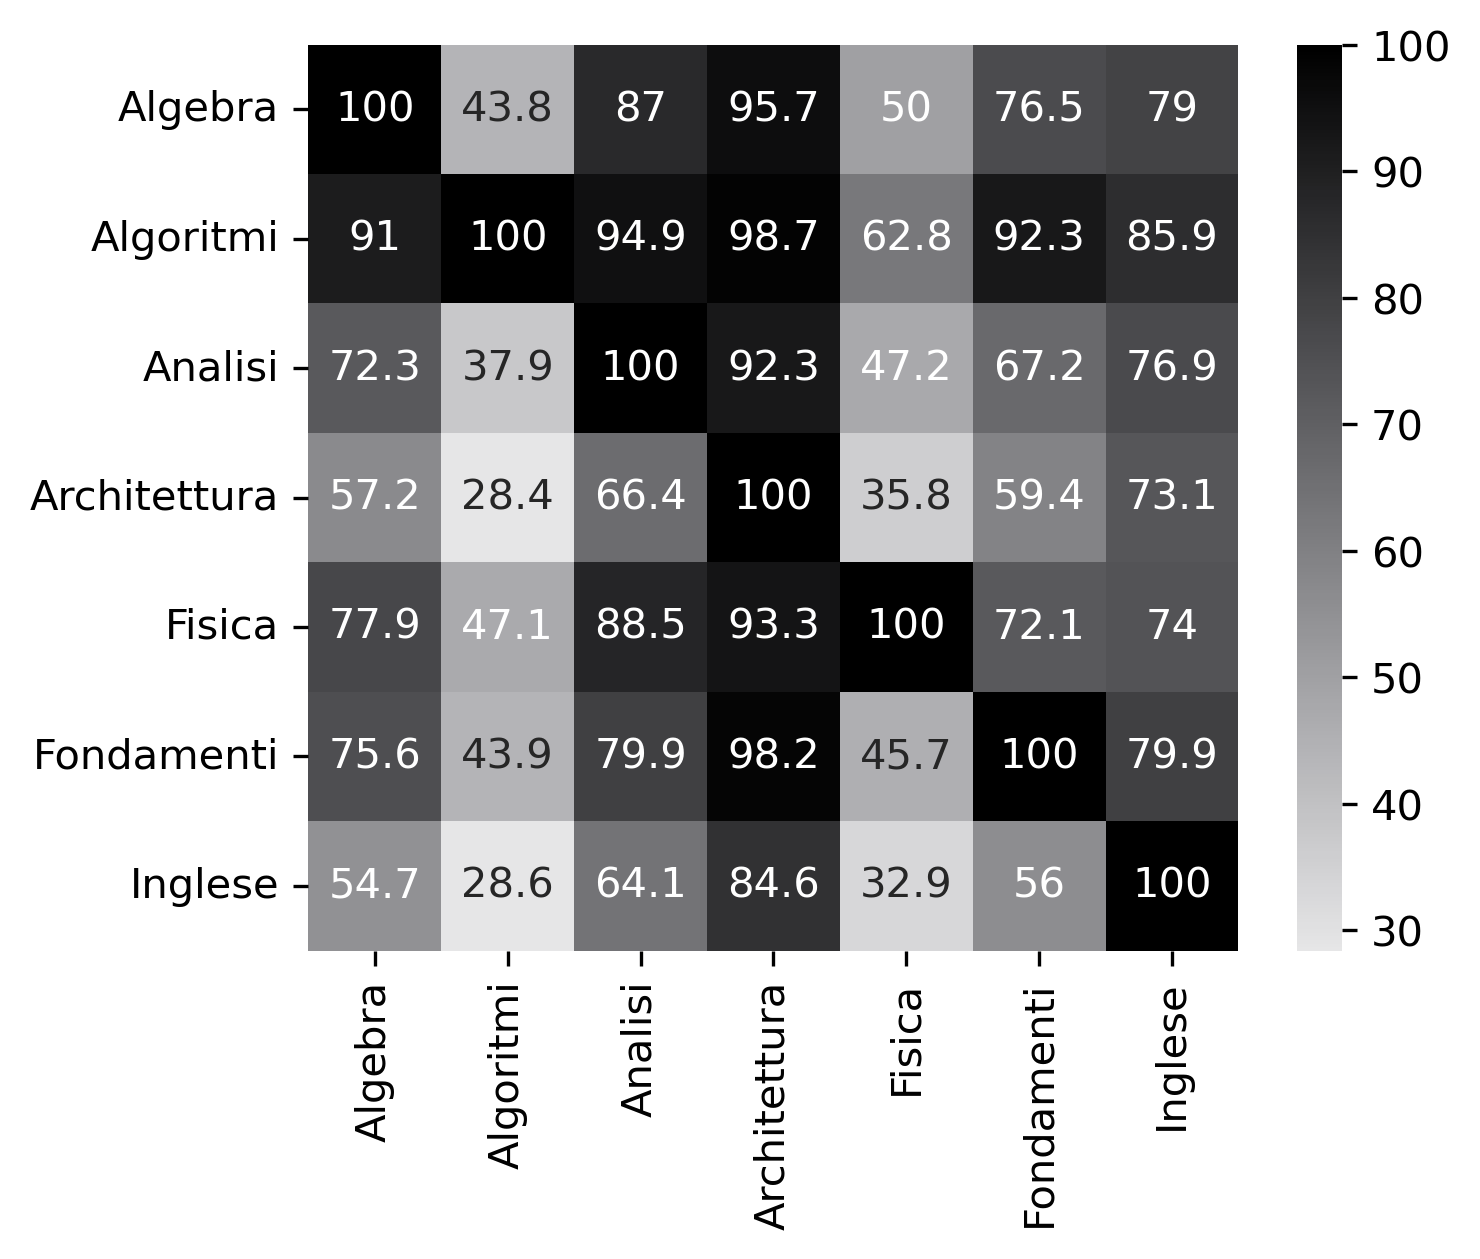 Algebra 100 43.8 87 95.7 50 76.5 79
Algoritmi 91 100 94.9 98.7 62.8 92.3 85.9
Analisi 72.3 37.9 100 92.3 47.2 67.2 76.9
Architettura 57.2 28.4 66.4 100 35.8 59.4 73.1
Fisica 77.9 47.1 88.5 93.3 100 72.1 74
Fondamenti 75.6 43.9 79.9 98.2 45.7 100 79.9
Inglese 54.7 28.6 64.1 84.6 32.9 56 100
Algebra
Algoritmi
Analisi
Architettura
Fisica
Fondamenti
Inglese
100
90
80
70
60
50
40
30